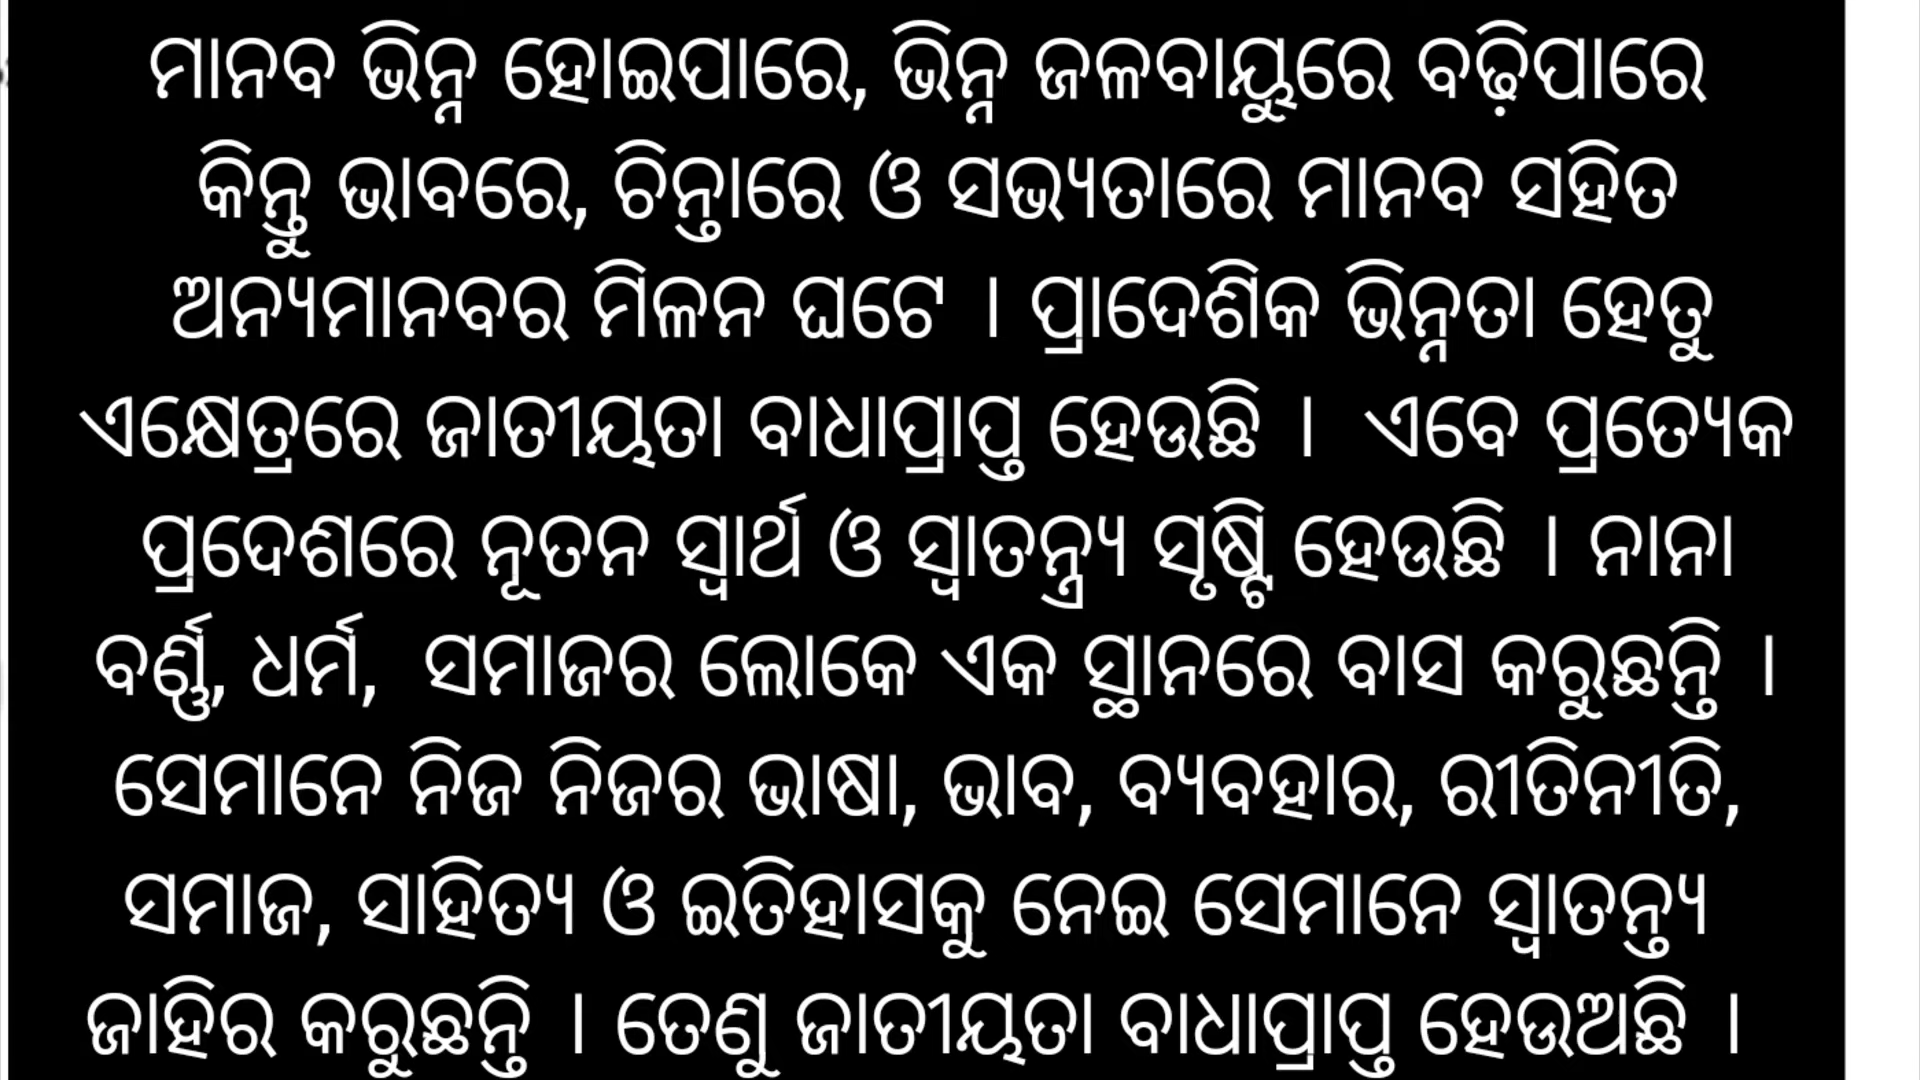 ମାନବ ଭିନ୍ନ ହୋଇପାରେ, ଭିନ୍ନ ଜଳବାୟୁରେ ବଢ଼ିପାରେ
କିନ୍ତୁ ଭାବରେ, ଚିନ୍ତାରେ ଓ ସଭ୍ୟତାରେ ମାନବ ସହିତ
ଅନ୍ୟମାନବର ମିଳନ ଘଟେ । ପ୍ରାଦେଶିକ ଭିନ୍ନତା ହେତୁ
ଏକ୍ଷେତ୍ରରେ ଜାତୀୟତା ବାଧାପ୍ରାପ୍ତ ହେଉଛି । ଏବେ ପ୍ରତ୍ୟେକ
ପ୍ରଦେଶରେ ନୂତନ ସ୍ୱାର୍ଥ ଓ ସ୍ୱାତନ୍ତ୍ର୍ୟ ସୃଷ୍ଟି ହେଉଛି । ନାନା
ବର୍ଣ୍ଣ, ଧର୍ମ, ସମାଜର ଲୋକେ ଏକ ସ୍ଥାନରେ ବାସ କରୁଛନ୍ତି ।
ସେମାନେ ନିଜ ନିଜର ଭାଷା, ଭାବ, ବ୍ୟବହାର, ରୀତିନୀତି,
ସମାଜ, ସାହିତ୍ୟ ଓ ଇତିହାସକୁ ନେଇ ସେମାନେ ସ୍ୱାତନ୍ତ୍ୟ
ଜାହିର କରୁଛନ୍ତି । ତେଣୁ ଜାତୀୟତା ବାଧାପ୍ରାପ୍ତ ହେଉଅଛି ।